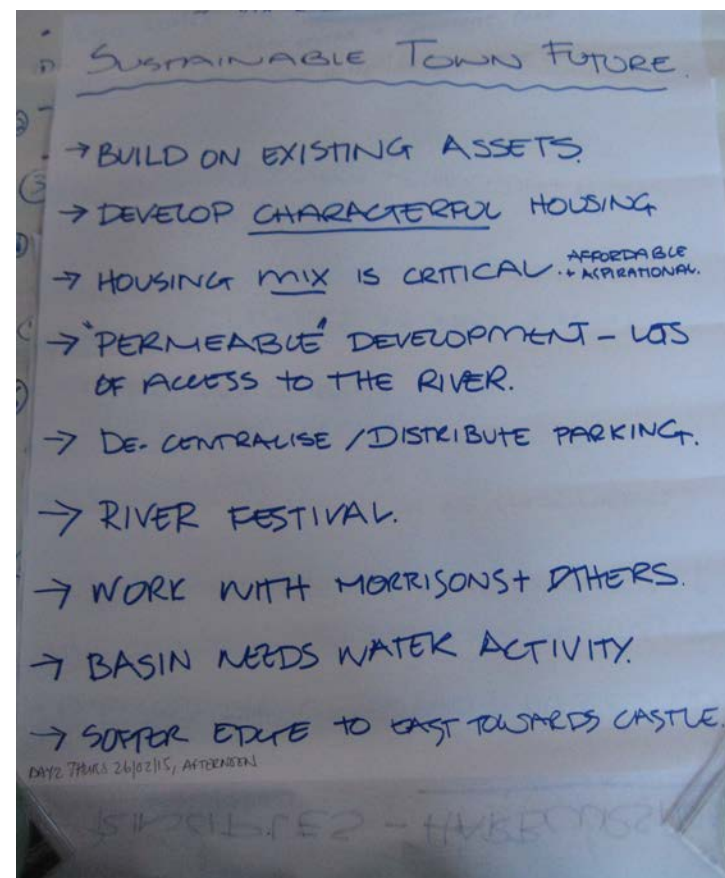 SUSTAINABLE TOWN FUTURE.
→ BUILD ON EXISTING ASSETS.
→ DEVELOP CHARACTERFUL HOUSING
→ HOUSING MIX IS CRITICAL. AFFORDABLE
+ ASPIRATIONAL.
→ "PERMEABLE" DEVELOPMENT - LOTS
OF ACCESS TO THE RIVER.
→ DE-CENTRALISE / DISTRIBUTE PARKING.
→ RIVER FESTIVAL.
→ WORK WITH MORRISONS + OTHERS.
→ BASIN NEEDS WATER ACTIVITY.
→ SOFTER EDGE TO EAST TOWARDS CASTLE.
DAY2 THURS 26/02/15, AFTERNOON